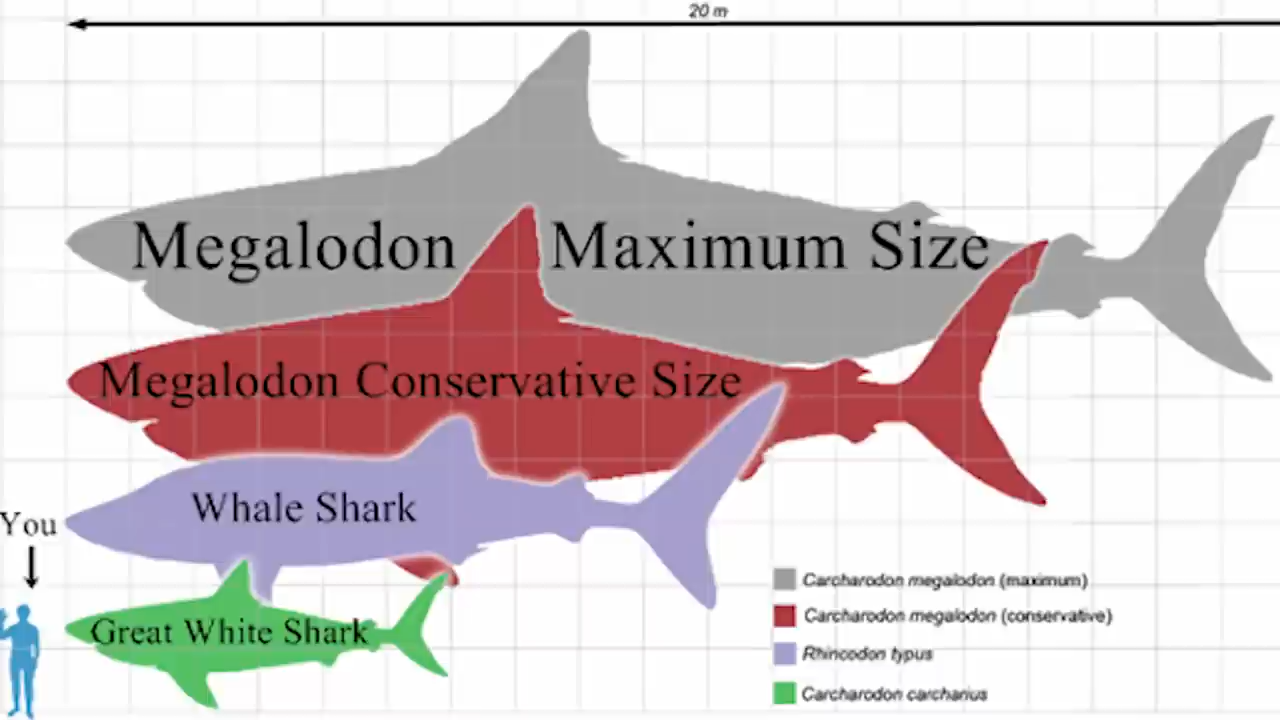 20 m
Megalodon Maximum Size
Megalodon Conservative Size
Whale Shark
You
Great White Shark
Carcharodon megalodon (maximum)
Carcharodon megalodon (conservative)
Rhincodon typus
Carcharodon carcharius